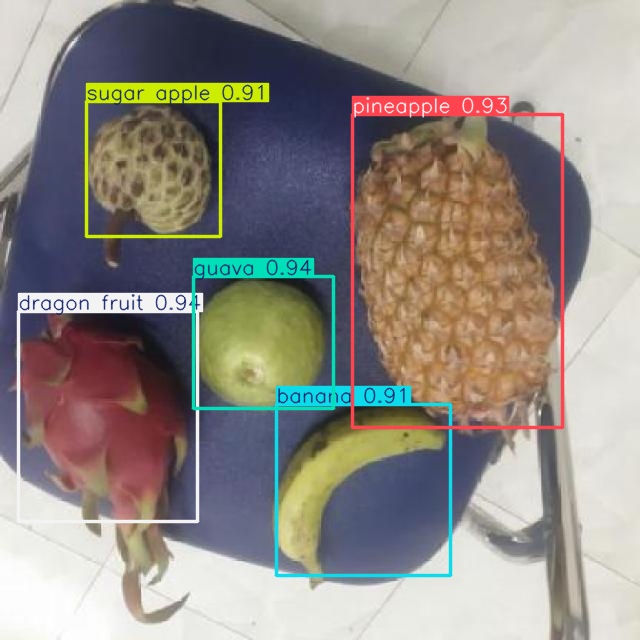 sugar apple 0.91
pineapple 0.93
guava 0.94
dragon fruit 0.94
banana 0.91